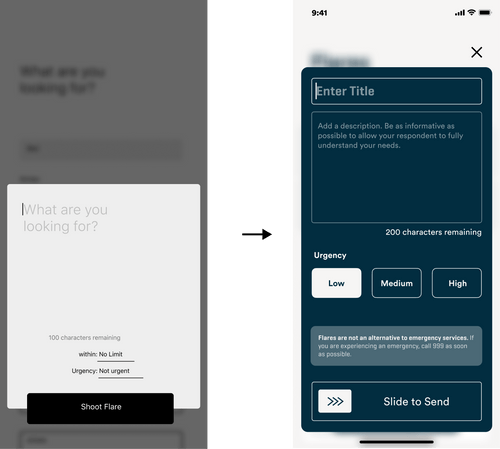 What are you
looking for?
What are you
looking for?
100 characters remaining
within: No Limit
Urgency: Not urgent
Shoot Flare
9:41
Flares
Enter Title
Add a description. Be as informative as
possible to allow your respondent to fully
understand your needs.
200 characters remaining
Urgency
Low
Medium
High
Flares are not an alternative to emergency services. If
you are experiencing an emergency, call 999 as soon
as possible.
Slide to Send